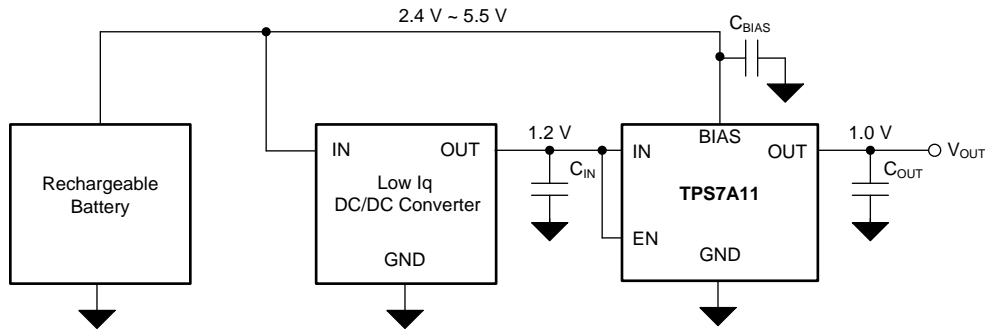 2.4 V ~ 5.5 V
CBIAS
Rechargeable
Battery
IN
OUT
Low Iq
DC/DC Converter
GND
1.2 V
CIN
IN
BIAS
OUT
TPS7A11
EN
GND
1.0 V
COUT
VOUT